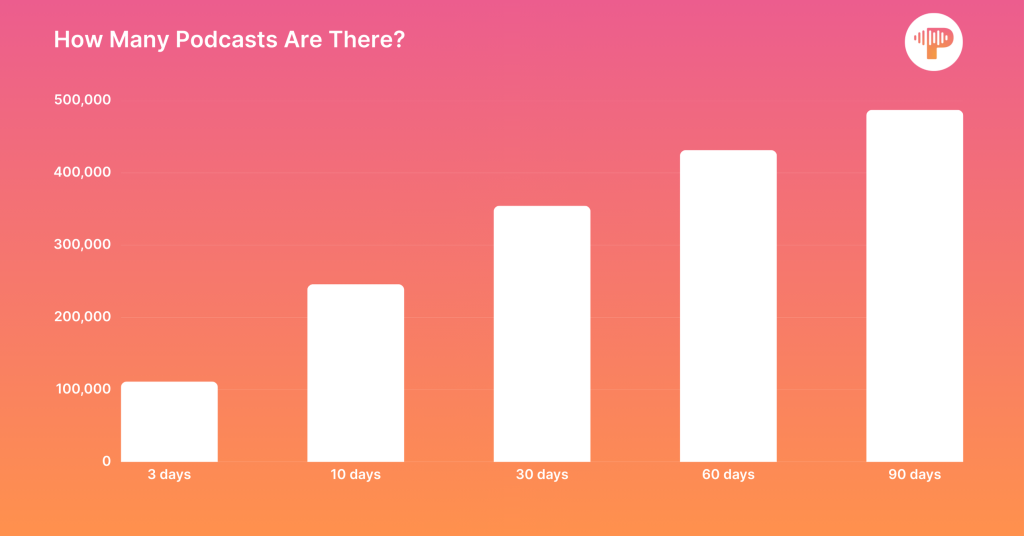 How Many Podcasts Are There?
P
500,000
400,000
300,000
200,000
100,000
0
3 days
10 days
30 days
60 days
90 days